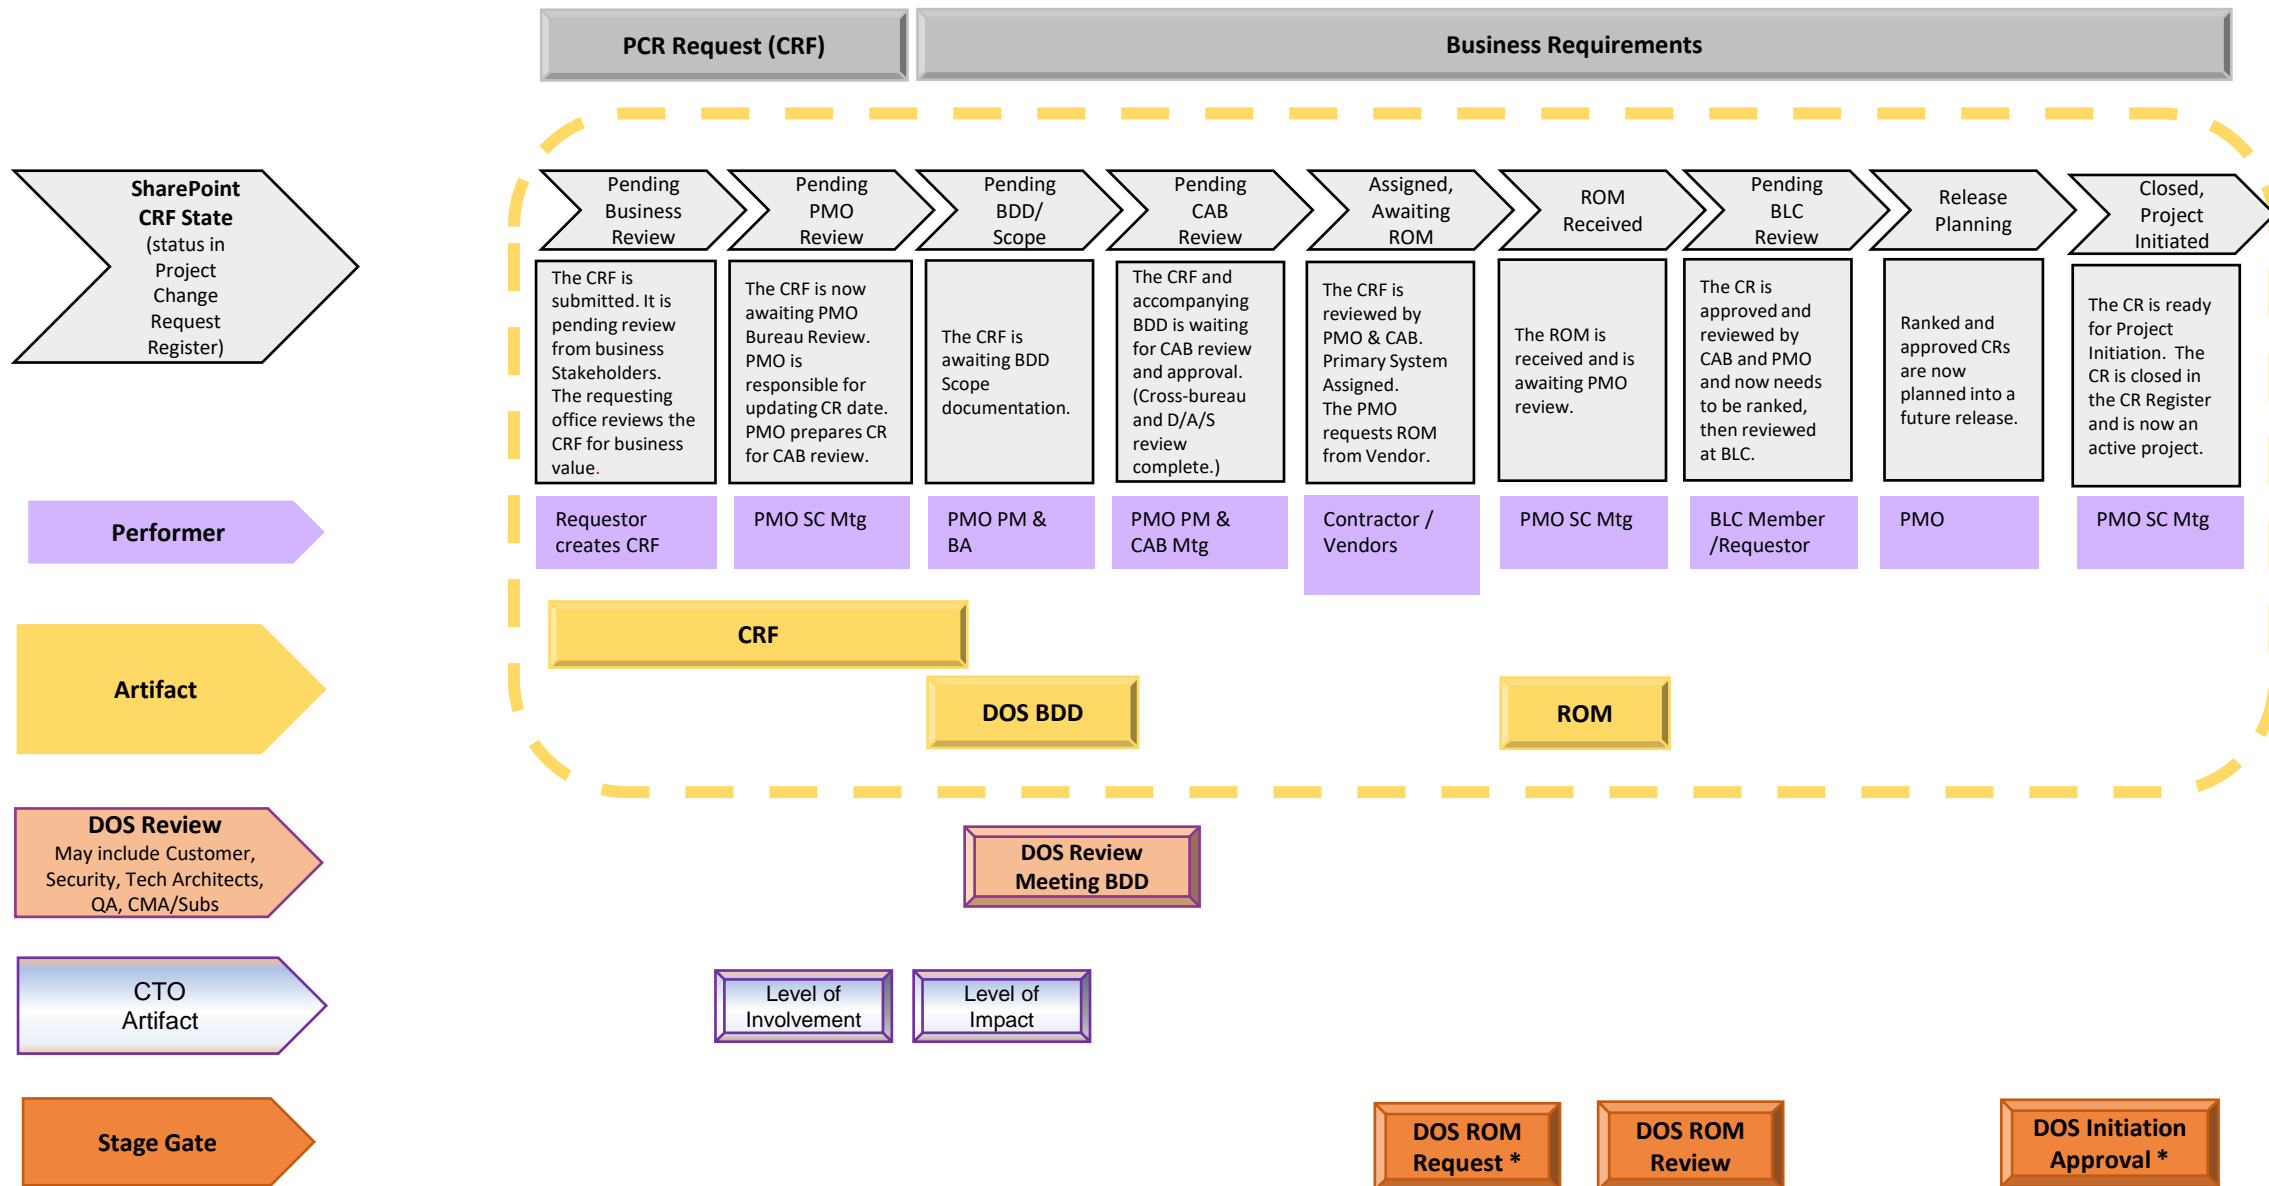 PCR Request (CRF)
Business Requirements
SharePoint
CRF State
(status in
Project
Change
Request
Register)
Pending
Business
Review
Pending
PMO
Review
Pending
BDD/
Scope
Pending
CAB
Review
Assigned,
Awaiting
ROM
ROM
Received
Pending
BLC
Review
Release
Planning
Closed,
Project
Initiated
The CRF is
submitted. It is
pending review
from business
Stakeholders.
The requesting
office reviews the
CRF for business
value.
The CRF is now
awaiting PMO
Bureau Review.
PMO is
responsible for
updating CR date.
PMO prepares CR
for CAB review.
The CRF is
awaiting BDD
Scope
documentation.
The CRF and
accompanying
BDD is waiting
for CAB review
and approval.
(Cross-bureau
and D/A/S
review
complete.)
The CRF is
reviewed by
PMO & CAB.
Primary System
Assigned.
The PMO
requests ROM
from Vendor.
The ROM is
received and is
awaiting PMO
review.
The CR is
approved and
reviewed by
CAB and PMO
and now needs
to be ranked,
then reviewed
at BLC.
Ranked and
approved CRs
are now
planned into a
future release.
The CR is ready
for Project
Initiation.  The
CR is closed in
the CR Register
and is now an
active project.
Performer
Requestor
creates CRF
PMO SC Mtg
PMO PM &
BA
PMO PM &
CAB Mtg
Contractor /
Vendors
PMO SC Mtg
BLC Member
/Requestor
PMO
PMO SC Mtg
Artifact
CRF
DOS BDD
ROM
DOS Review
May include Customer,
Security, Tech Architects,
QA, CMA/Subs
DOS Review
Meeting BDD
CTO
Artifact
Level of
Involvement
Level of
Impact
Stage Gate
DOS ROM
Request *
DOS ROM
Review
DOS Initiation
Approval *